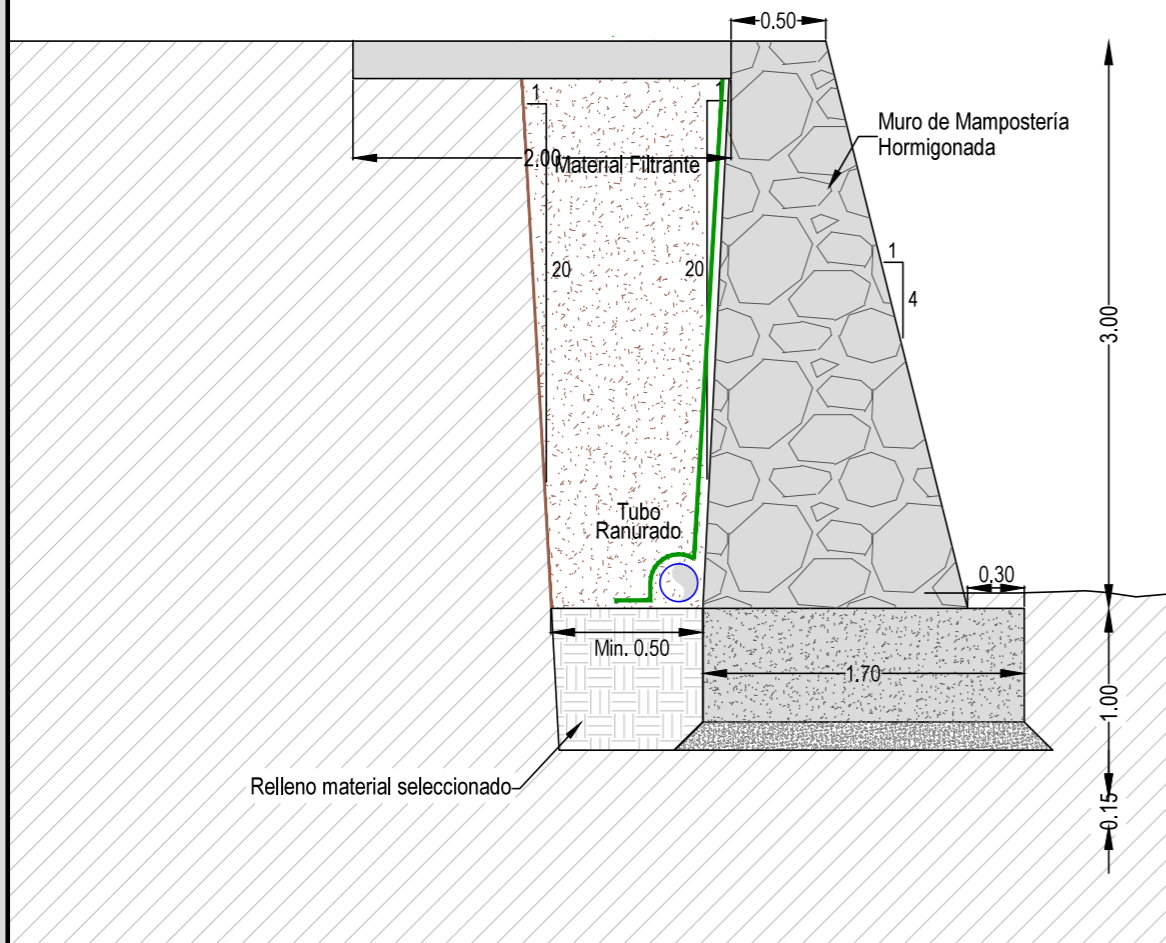 0.50
1
1
Muro de Mampostería
Hormigonada
2.00
Material Filtrante
1
4
20
20
3.00
Tubo
Ranurado
0.30
Min. 0.50
1.70
1.00
Relleno material seleccionado
0.15